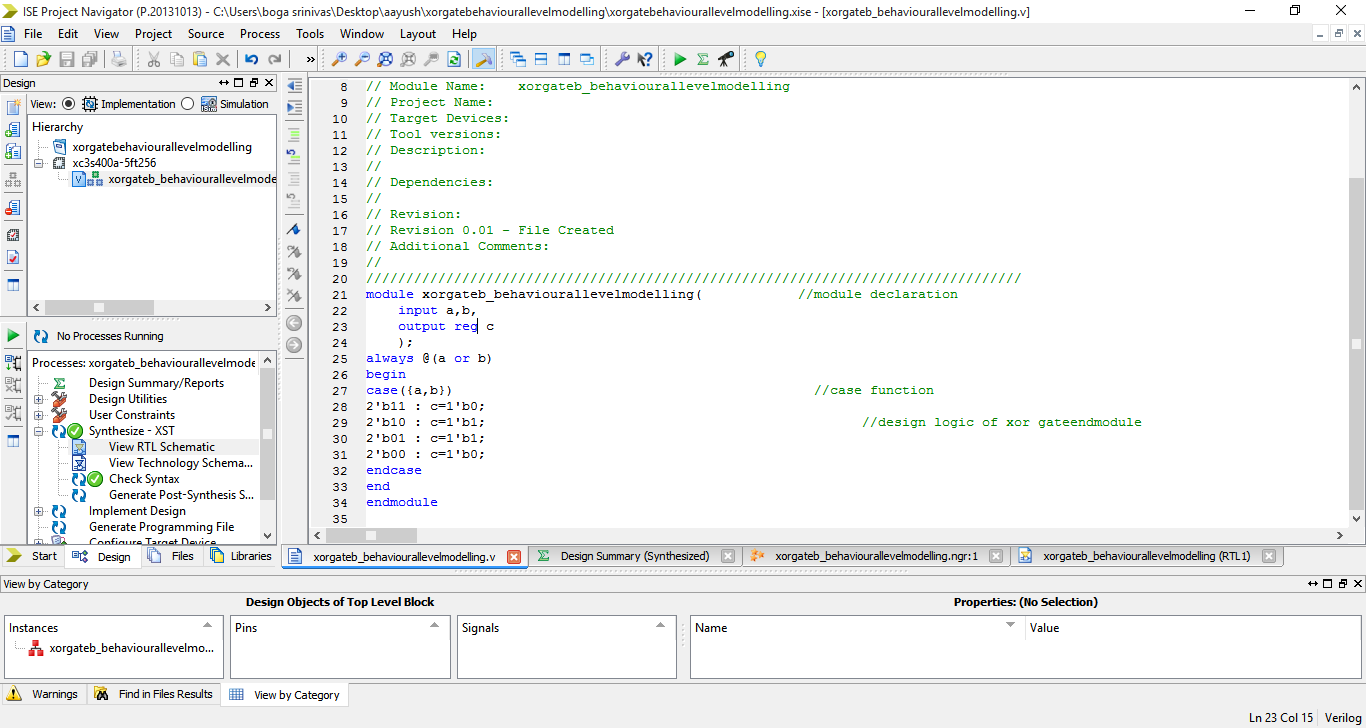 ISE Project Navigator (P.20131013) - C:\Users\boga srinivas\Desktop\aayush\xorgatebehaviourallevelmodelling\xorgatebehaviourallevelmodelling.xise - [xorgateb_behaviourallevelmodelling.v]
File Edit View Project Source Process Tools Window Layout Help
»
Design
View: Implementation Simulation
Hierarchy
xorgatebehaviourallevelmodelling
xc3s400a-5ft256
xorgateb_behaviourallevelmode
No Processes Running
Processes: xorgateb_behaviourallevelmode
Design Summary/Reports
Design Utilities
User Constraints
Synthesize - XST
View RTL Schematic
View Technology Schema...
Check Syntax
Generate Post-Synthesis S...
Implement Design
Generate Programming File
Configure Target Device
Start Design Files Libraries
8 // Module Name:    xorgateb_behaviourallevelmodelling
9 // Project Name:
10 // Target Devices:
11 // Tool versions:
12 // Description:
13 //
14 // Dependencies:
15 //
16 // Revision:
17 // Revision 0.01 - File Created
18 // Additional Comments:
19 //
20 //////////////////////////////////////////////////////////////////////////////////
21 module xorgateb_behaviourallevelmodelling(            //module declaration
22     input a,b,
23     output reg c
24     );
25 always @(a or b)
26 begin
27 case({a,b})                                             //case function
28 2'b11 : c=1'b0;
29 2'b10 : c=1'b1;                                               //design logic of xor gateendmodule
30 2'b01 : c=1'b1;
31 2'b00 : c=1'b0;
32 endcase
33 end
34 endmodule
35
xorgateb_behaviourallevelmodelling.v Design Summary (Synthesized) xorgateb_behaviourallevelmodelling.ngr:1 xorgateb_behaviourallevelmodelling (RTL1)
View by Category
Design Objects of Top Level Block
Instances Pins Signals
xorgateb_behaviourallevelmo...
Properties: (No Selection)
Name Value
Warnings Find in Files Results View by Category
Ln 23 Col 15 Verilog